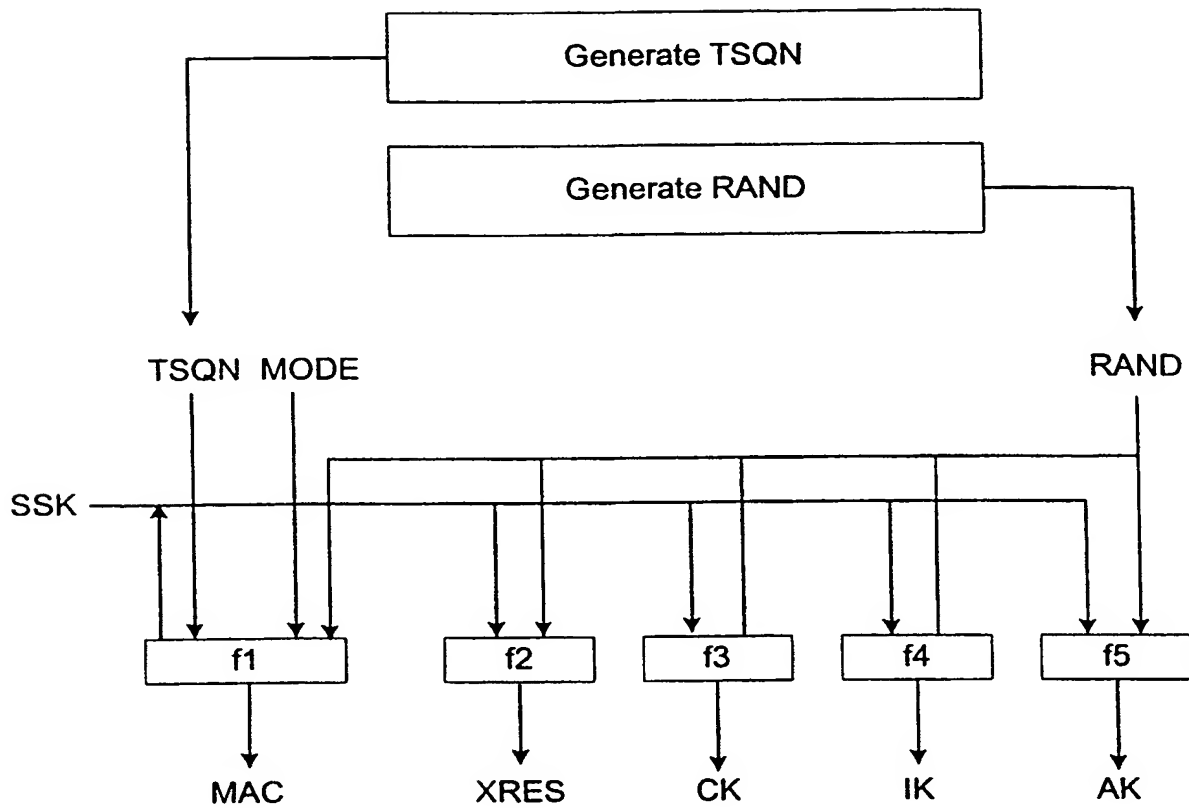 Generate TSQN
Generate RAND
TSQN MODE RAND
SSK
f1 f2 f3 f4 f5
MAC XRES CK IK AK